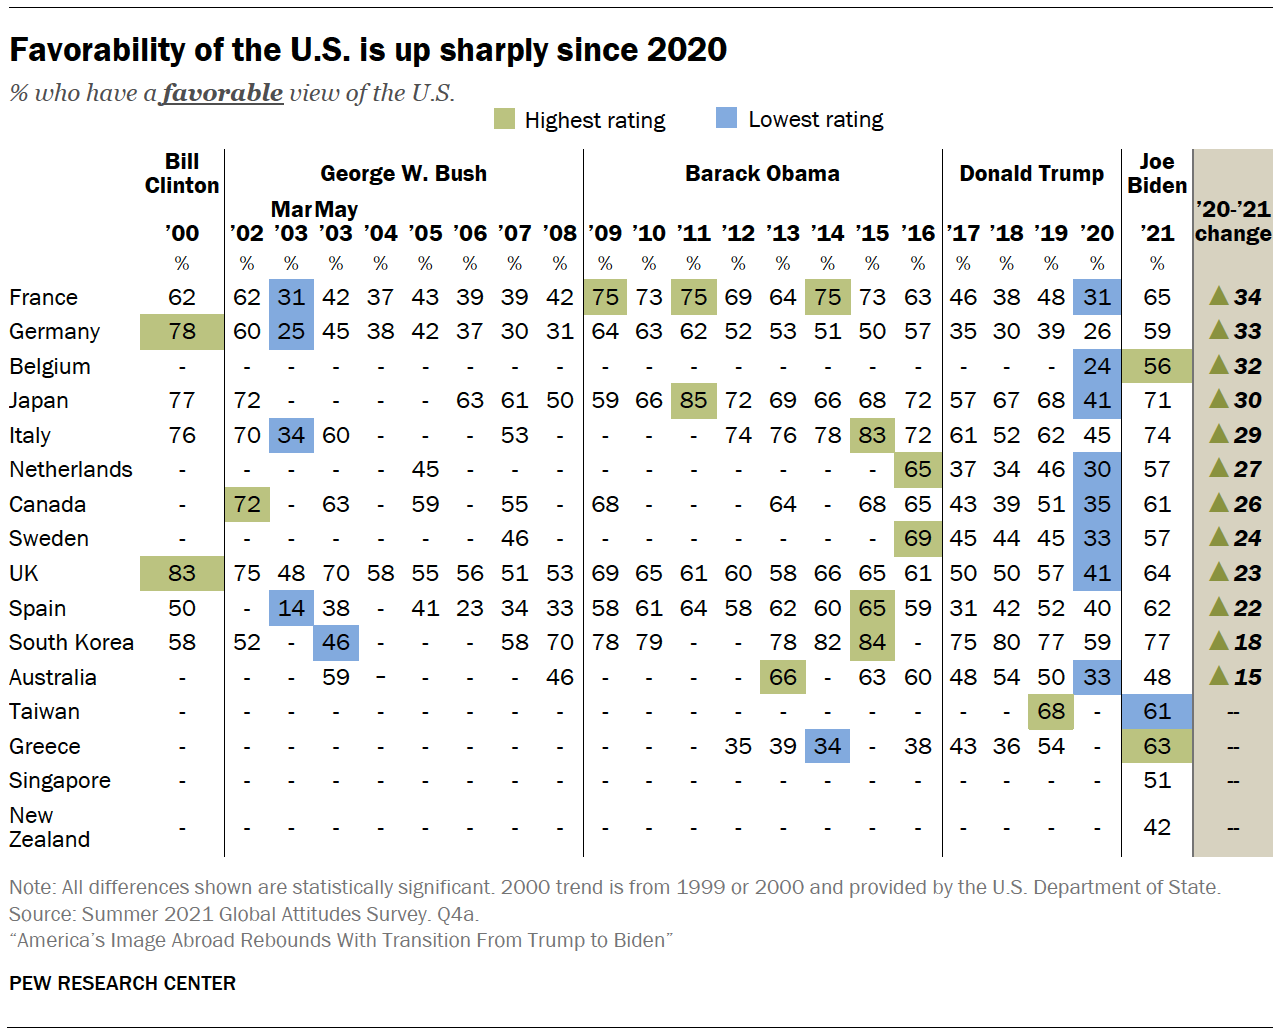 Favorability of the U.S. is up sharply since 2020
% who have a favorable view of the U.S.
Highest rating Lowest rating
Bill Clinton George W. Bush Barack Obama Donald Trump Joe Biden
Mar May
’00 ’02 ’03 ’03 ’04 ’05 ’06 ’07 ’08 ’09 ’10 ’11 ’12 ’13 ’14 ’15 ’16 ’17 ’18 ’19 ’20 ’21 ’20-’21 change
% % % % % % % % % % % % % % % % % % % % % %
France 62 62 31 42 37 43 39 39 42 75 73 75 69 64 75 73 63 46 38 48 31 65 ▲34
Germany 78 60 25 45 38 42 37 30 31 64 63 62 52 53 51 50 57 35 30 39 26 59 ▲33
Belgium - - - - - - - - - - - - - - - - - - - - 24 56 ▲32
Japan 77 72 - - - - 63 61 50 59 66 85 72 69 66 68 72 57 67 68 41 71 ▲30
Italy 76 70 34 60 - - - 53 - - - - 74 76 78 83 72 61 52 62 45 74 ▲29
Netherlands - - - - - 45 - - - - - - - - - - 65 37 34 46 30 57 ▲27
Canada - 72 - 63 - 59 - 55 - 68 - - - 64 - 68 65 43 39 51 35 61 ▲26
Sweden - - - - - - - 46 - - - - - - - - 69 45 44 45 33 57 ▲24
UK 83 75 48 70 58 55 56 51 53 69 65 61 60 58 66 65 61 50 50 57 41 64 ▲23
Spain 50 - 14 38 - 41 23 34 33 58 61 64 58 62 60 65 59 31 42 52 40 62 ▲22
South Korea 58 52 - 46 - - - 58 70 78 79 - - 78 82 84 - 75 80 77 59 77 ▲18
Australia - - - 59 - - - - 46 - - - - 66 - 63 60 48 54 50 33 48 ▲15
Taiwan - - - - - - - - - - - - - - - - - - - 68 - 61 --
Greece - - - - - - - - - - - - 35 39 34 - 38 43 36 54 - 63 --
Singapore - - - - - - - - - - - - - - - - - - - - - 51 --
New Zealand - - - - - - - - - - - - - - - - - - - - - 42 --
Note: All differences shown are statistically significant. 2000 trend is from 1999 or 2000 and provided by the U.S. Department of State.
Source: Summer 2021 Global Attitudes Survey. Q4a.
“America’s Image Abroad Rebounds With Transition From Trump to Biden”
PEW RESEARCH CENTER